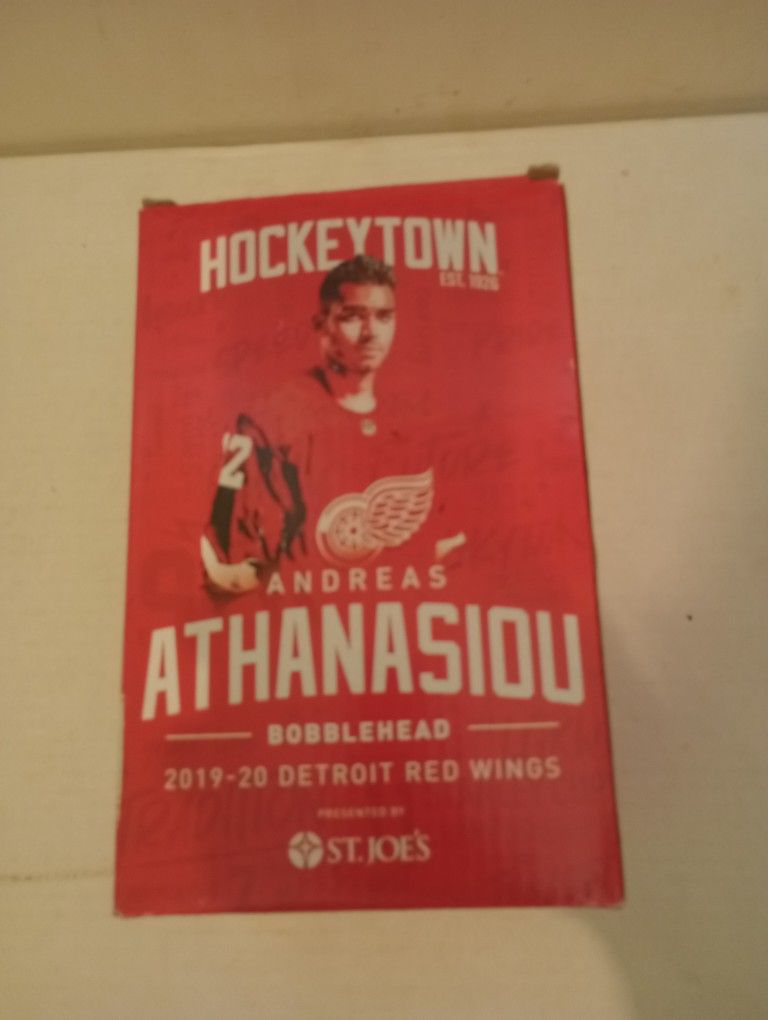 HOCKEYTOWN
EST. 1926
2
ANDREAS
ATHANASIOU
BOBBLEHEAD
2019-20 DETROIT RED WINGS
PRESENTED BY
ST. JOE'S